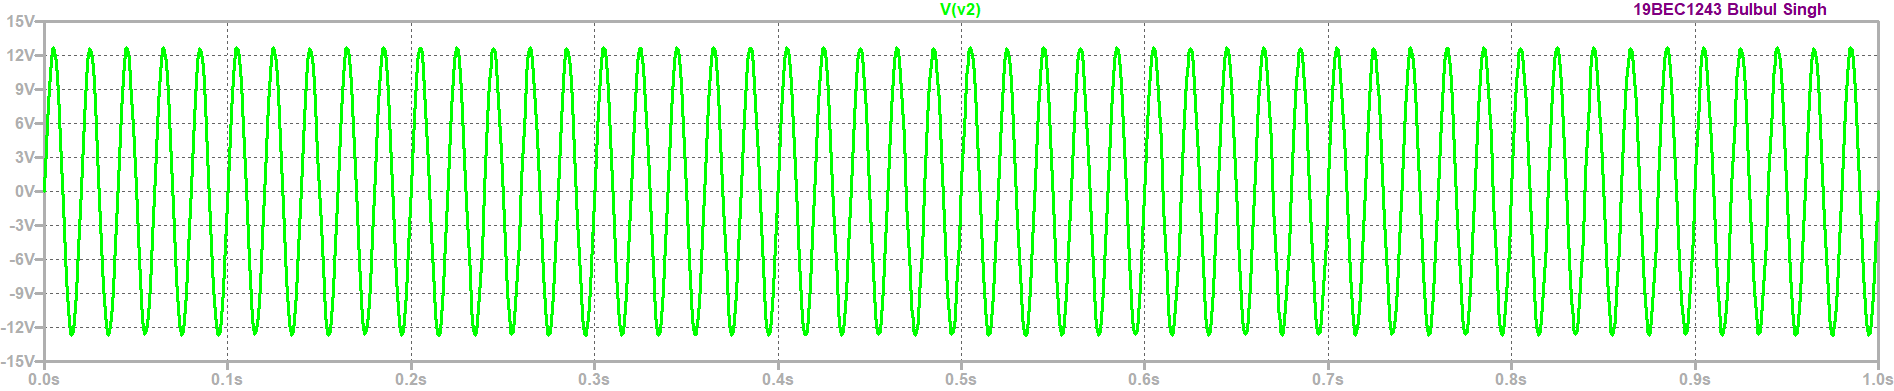 V(v2)
19BEC1243 Bulbul Singh
15V
12V
9V
6V
3V
0V
-3V
-6V
-9V
-12V
-15V
0.0s 0.1s 0.2s 0.3s 0.4s 0.5s 0.6s 0.7s 0.8s 0.9s 1.0s